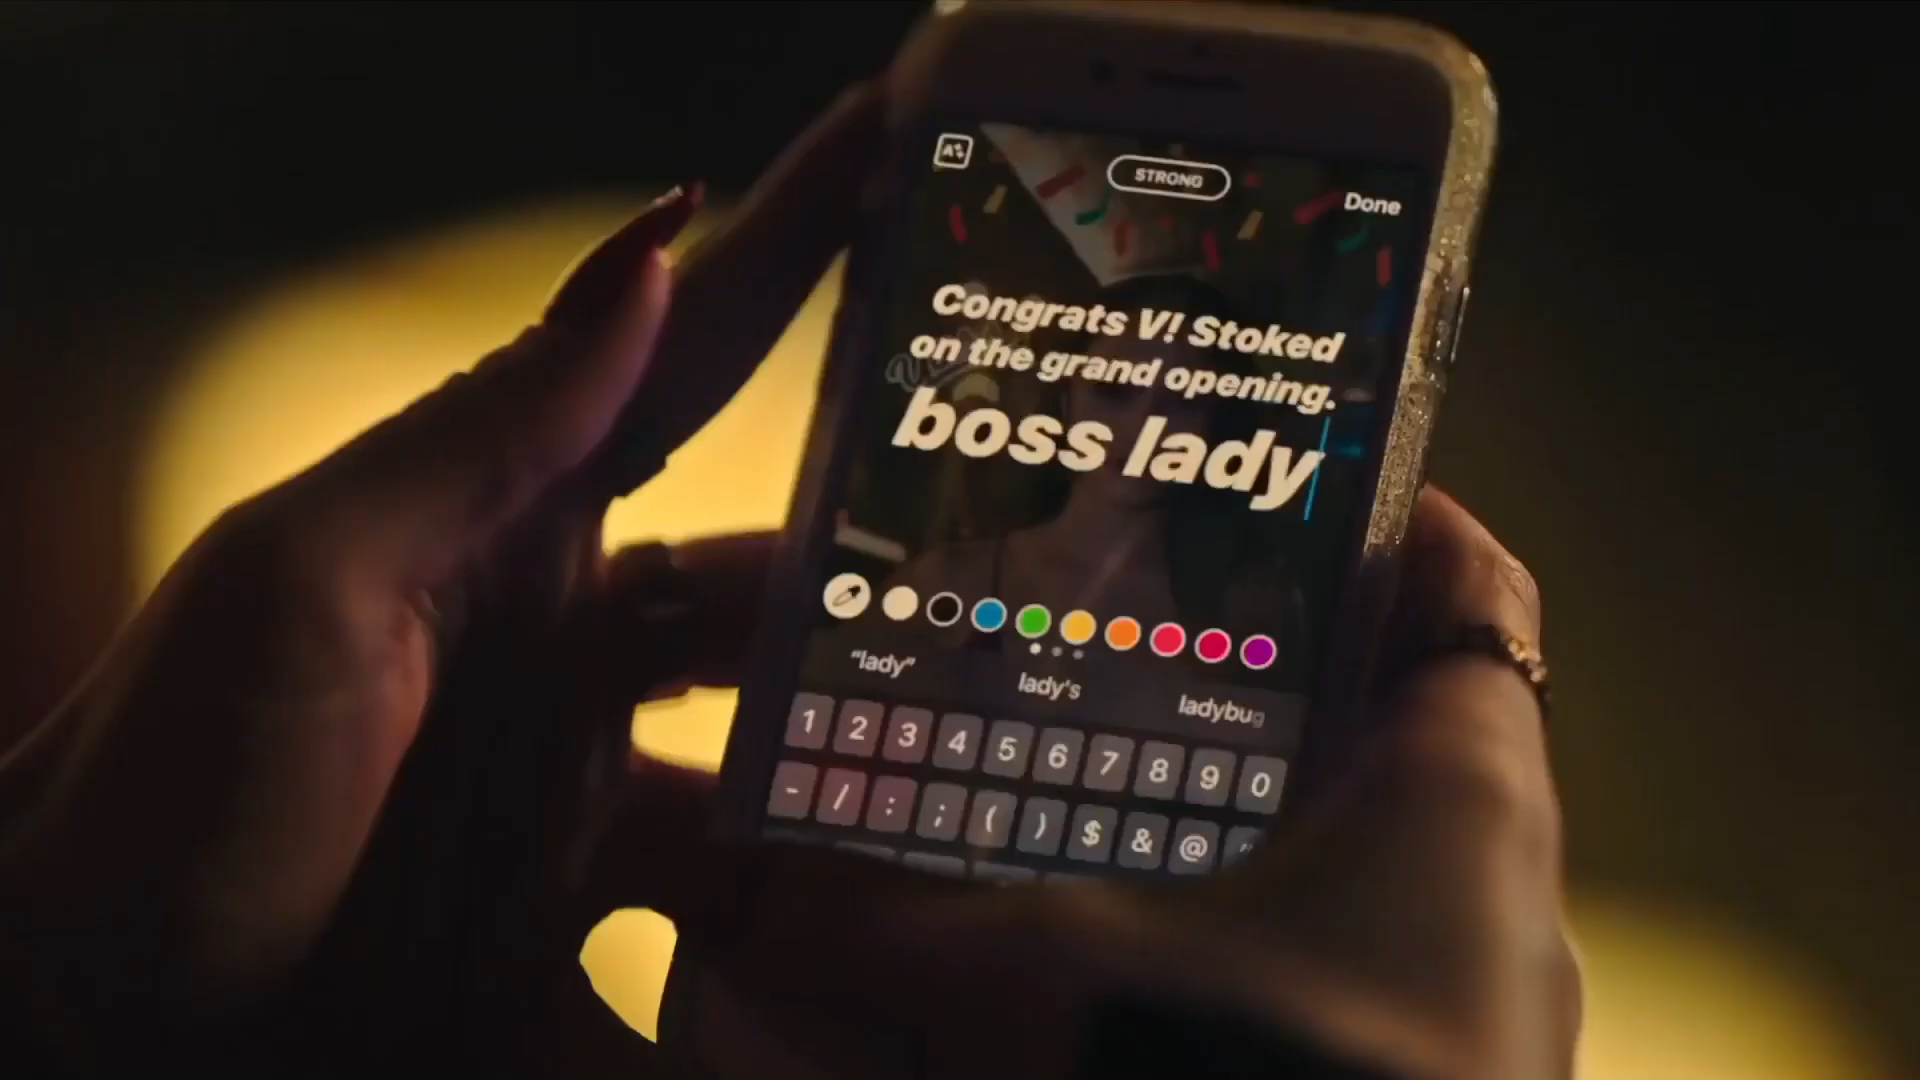 STRONG
Done
Congrats V! Stoked
on the grand opening.
boss lady
"lady" lady's ladybug
1 2 3 4 5 6 7 8 9 0
- / : ; ( ) $ & @ "